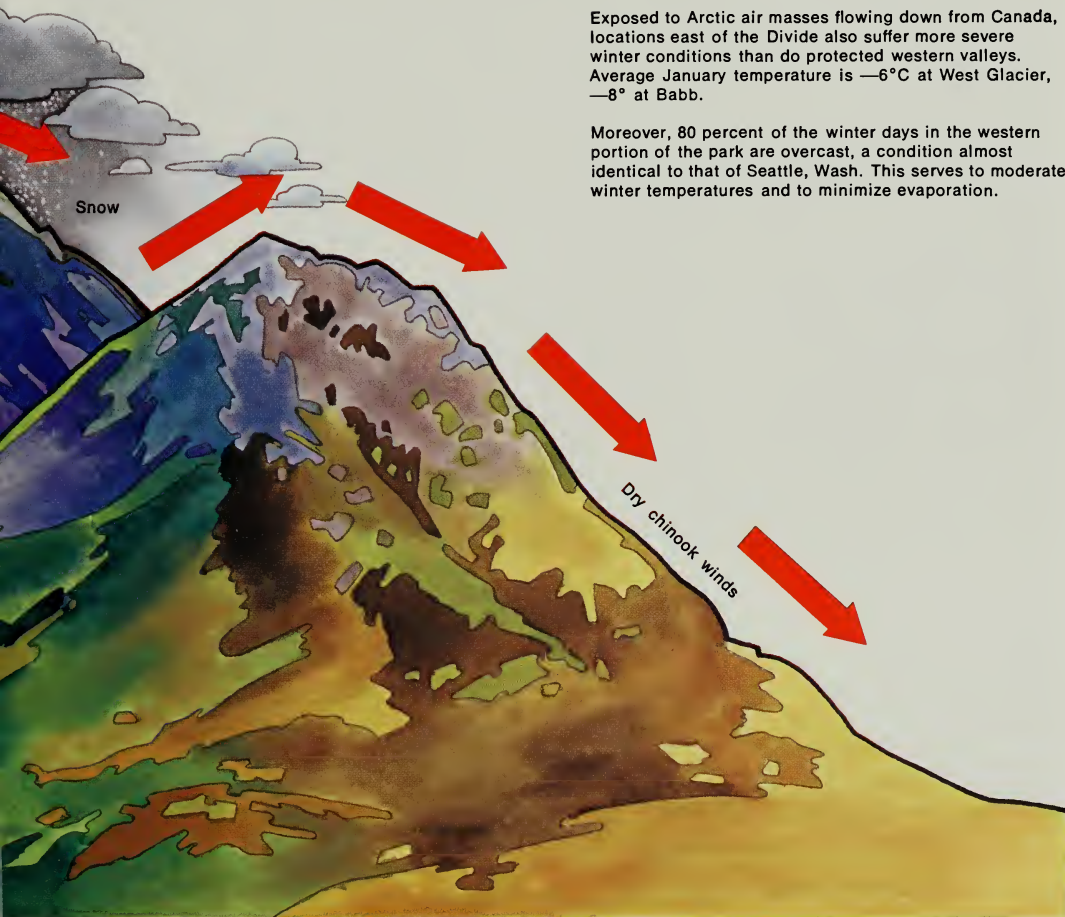 Exposed to Arctic air masses flowing down from Canada,
locations east of the Divide also suffer more severe
winter conditions than do protected western valleys.
Average January temperature is —6°C at West Glacier,
—8° at Babb.
Moreover, 80 percent of the winter days in the western
portion of the park are overcast, a condition almost
identical to that of Seattle, Wash. This serves to moderate
winter temperatures and to minimize evaporation.
Snow
Dry chinook winds